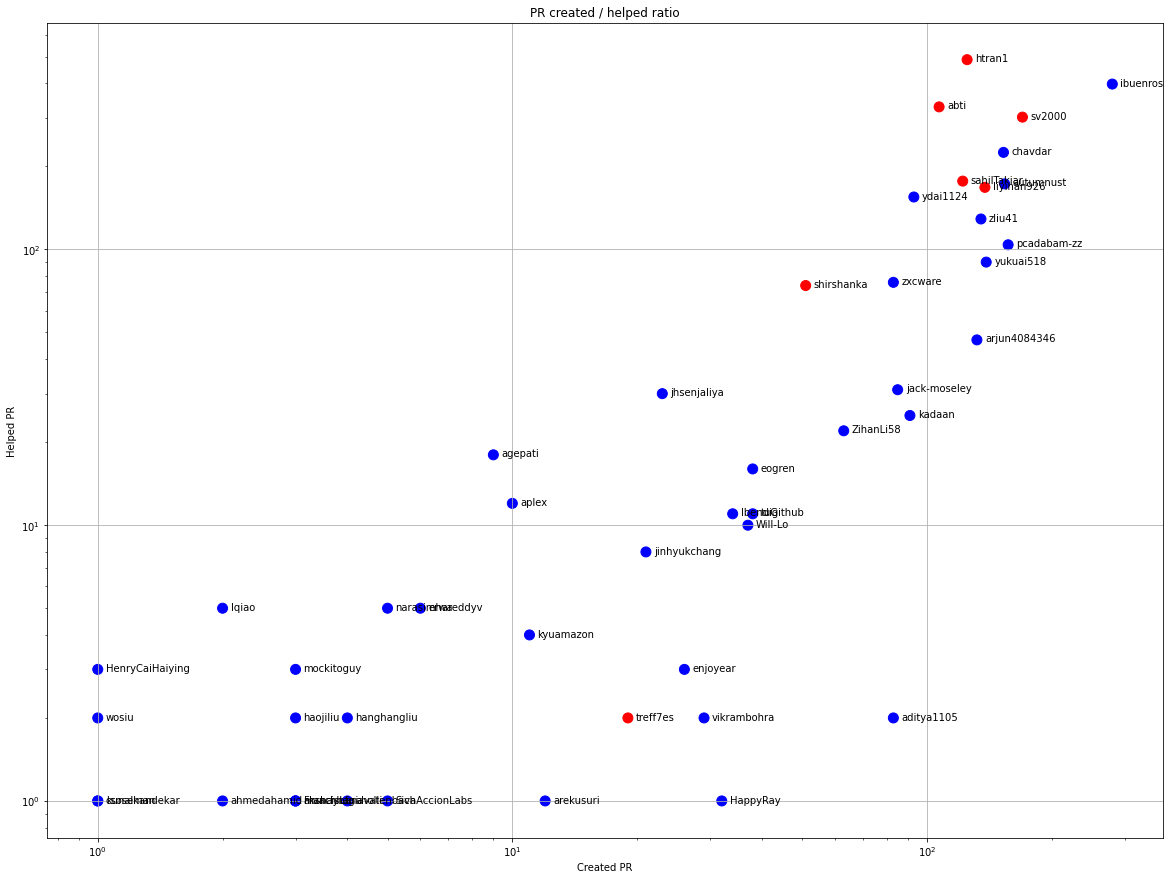 PR created / helped ratio
htran1
ibuenros
abti
sv2000
chavdar
ydai1124
zliu41
pcadabam-zz
yukuai518
zxcware
shirshanka
arjun4084346
jack-moseley
jhsenjaliya
kadaan
ZihanLi58
agepati
eogren
aplex
Will-Lo
jinhyukchang
lqiao
kyuamazon
HenryCaiHaiying
mockitoguy
enjoyear
wosiu
haojiliu
hanghangliu
treff7es
vikrambohra
aditya1105
SivaAccionLabs
arekusuri
HappyRay
10²
10¹
10⁰
Helped PR
10⁰
10¹
10²
Created PR